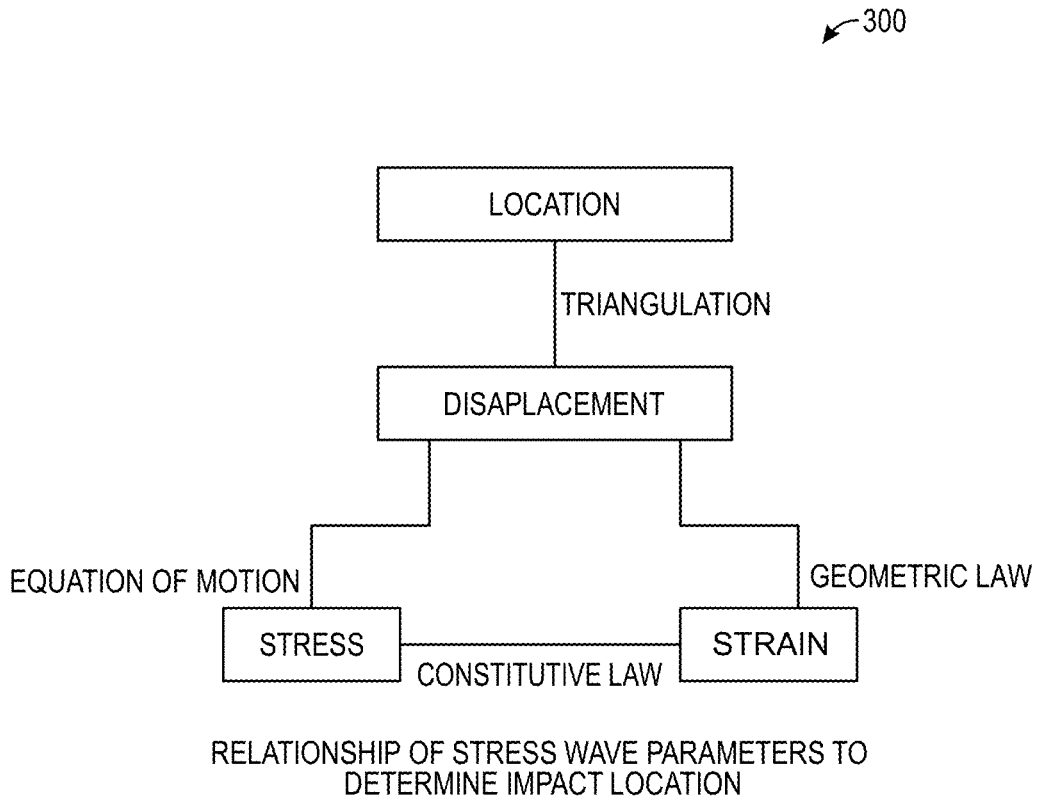 300
LOCATION
TRIANGULATION
DISAPLACEMENT
EQUATION OF MOTION
GEOMETRIC LAW
STRESS
STRAIN
CONSTITUTIVE LAW
RELATIONSHIP OF STRESS WAVE PARAMETERS TO
DETERMINE IMPACT LOCATION